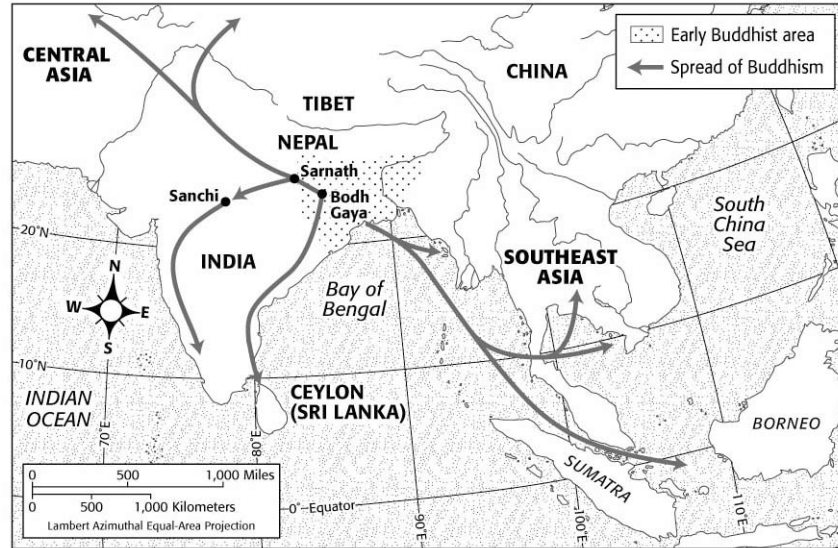 CENTRAL
ASIA
TIBET
CHINA
Early Buddhist area
Spread of Buddhism
NEPAL
Sarnath
Sanchi
Bodh
Gaya
INDIA
SOUTHEAST
ASIA
South
China
Sea
20°N
N
W
E
S
Bay of
Bengal
10°N
INDIAN
OCEAN
CEYLON
(SRI LANKA)
BORNEO
SUMATRA
70°E
80°E
90°E
100°E
110°E
0° Equator
0 500 1,000 Miles
0 500 1,000 Kilometers
Lambert Azimuthal Equal-Area Projection